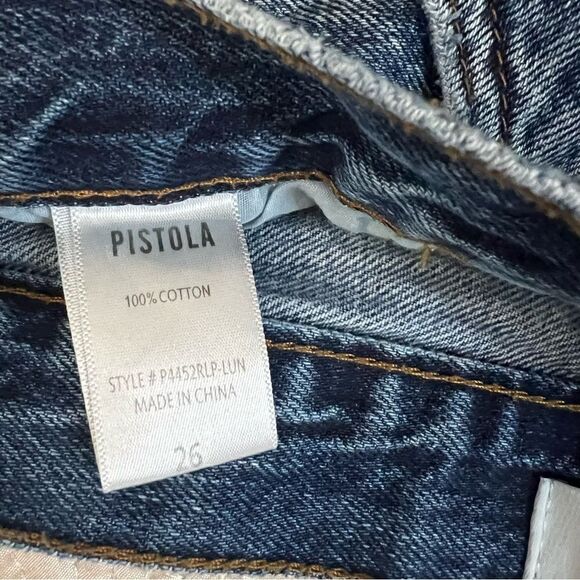 PISTOLA
100% COTTON
STYLE # P4452RLP-LUN
MADE IN CHINA
26